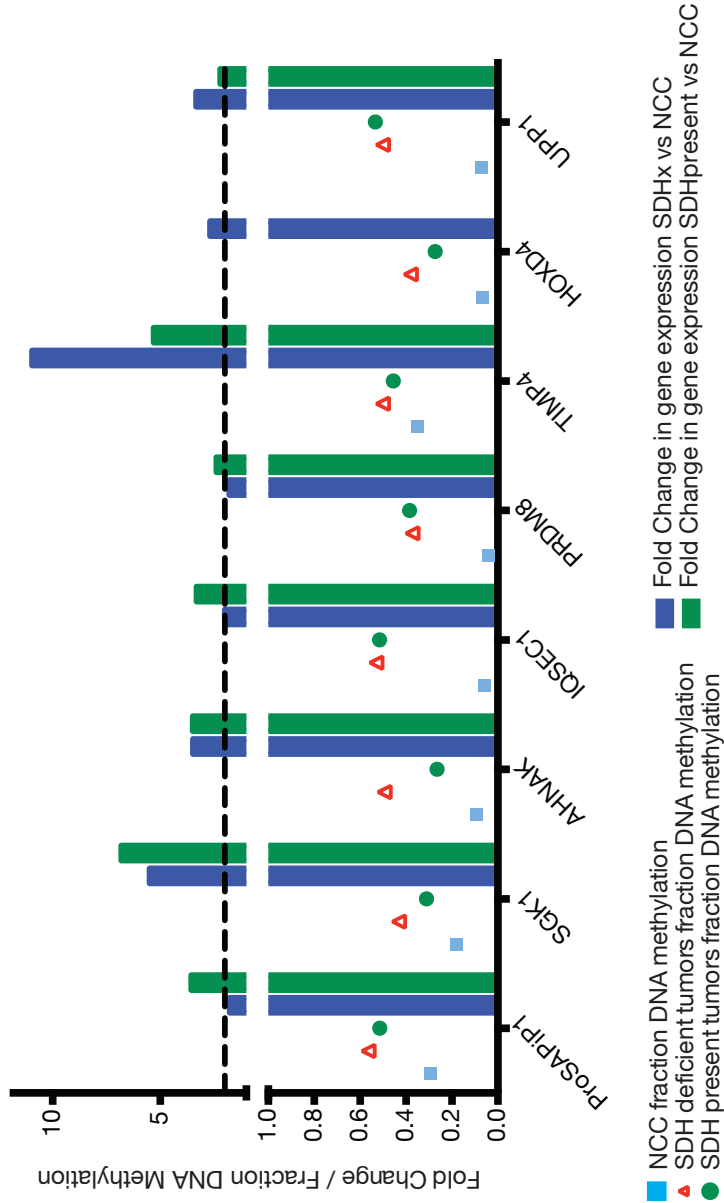 Fold Change / Fraction DNA Methylation
10
5
1.0
0.8
0.6
0.4
0.2
0.0
ProSAPiP1
SGK1
AHNAK
IQSEC1
PRDM8
TIMP4
HOXD4
UPP1
NCC fraction DNA methylation
SDH deficient tumors fraction DNA methylation
SDH present tumors fraction DNA methylation
Fold Change in gene expression SDHx vs NCC
Fold Change in gene expression SDHpresent vs NCC